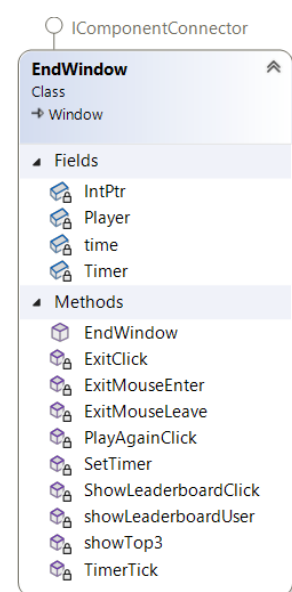 IComponentConnector
EndWindow
Class
Window
Fields
IntPtr
Player
time
Timer
Methods
EndWindow
ExitClick
ExitMouseEnter
ExitMouseLeave
PlayAgainClick
SetTimer
ShowLeaderboardClick
showLeaderboardUser
showTop3
TimerTick